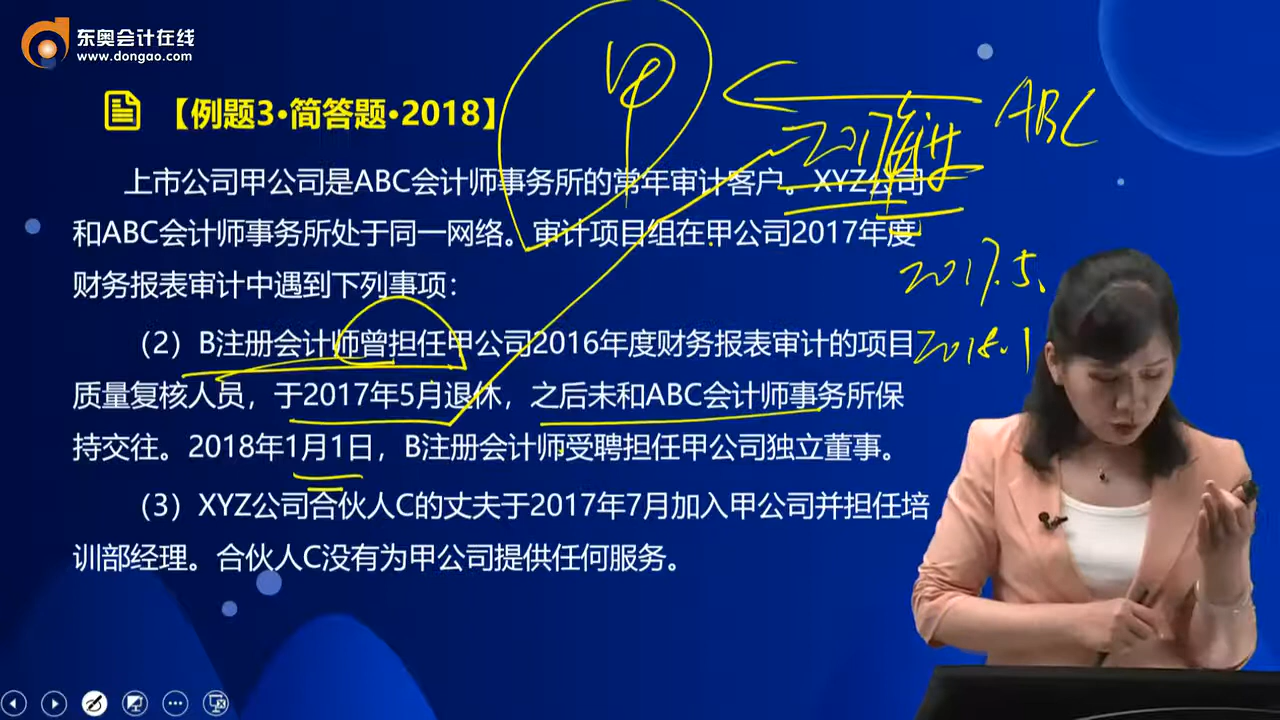 东奥会计在线
www.dongao.com
【例题3•简答题•2018】
甲
ABC
2017
上市公司甲公司是ABC会计师事务所的常年审计客户。XYZ公司
和ABC会计师事务所处于同一网络。审计项目组在甲公司2017年度
财务报表审计中遇到下列事项：
2017.5.
（2）B注册会计师曾担任甲公司2016年度财务报表审计的项目
2018.1
质量复核人员，于2017年5月退休，之后未和ABC会计师事务所保
持交往。2018年1月1日，B注册会计师受聘担任甲公司独立董事。
（3）XYZ公司合伙人C的丈夫于2017年7月加入甲公司并担任培
训部经理。合伙人C没有为甲公司提供任何服务。